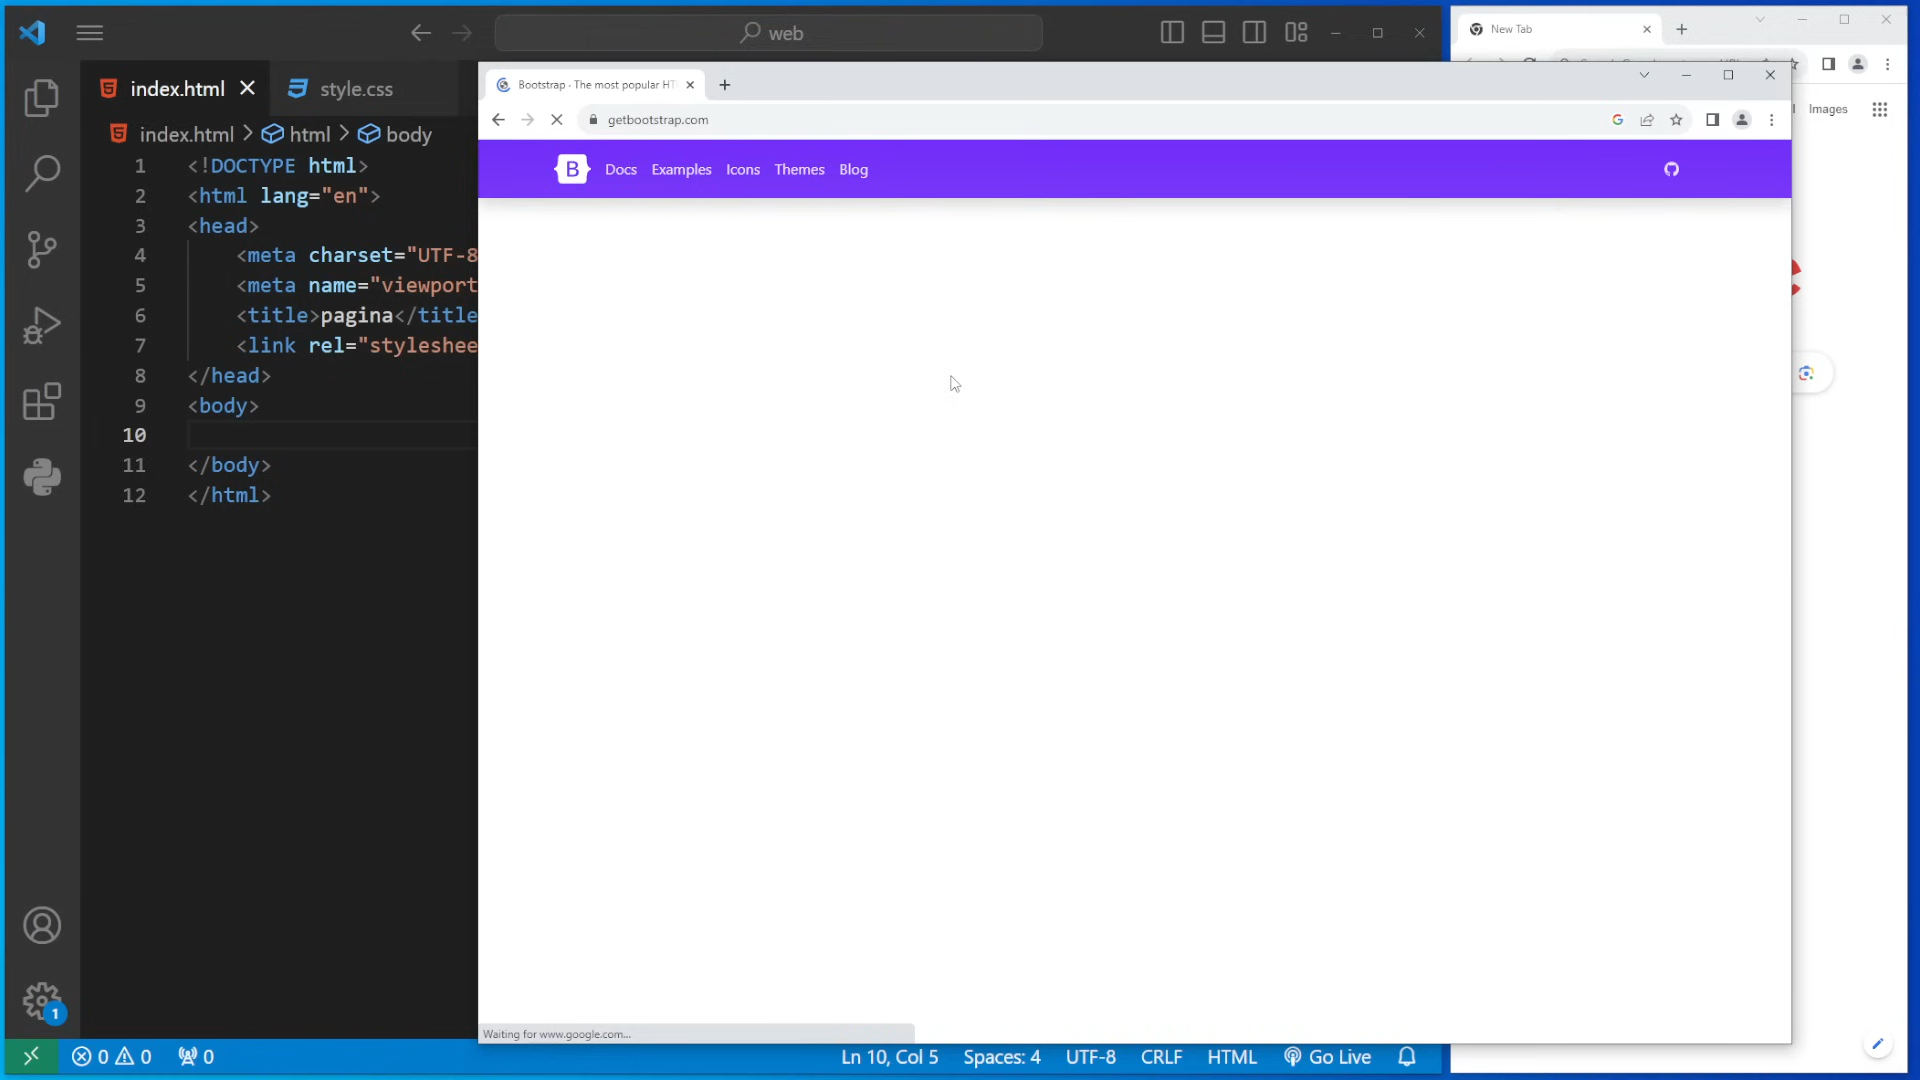 web
index.html
style.css
index.html > html > body
1 <!DOCTYPE html>
2 <html lang="en">
3 <head>
4 <meta charset="UTF-8
5 <meta name="viewport
6 <title>pagina</title
7 <link rel="styleshee
8 </head>
9 <body>
10
11 </body>
12 </html>
0 0 0
Ln 10, Col 5 Spaces: 4 UTF-8 CRLF HTML Go Live
1
Bootstrap · The most popular HT
getbootstrap.com
B Docs Examples Icons Themes Blog
Waiting for www.google.com...
New Tab
Images